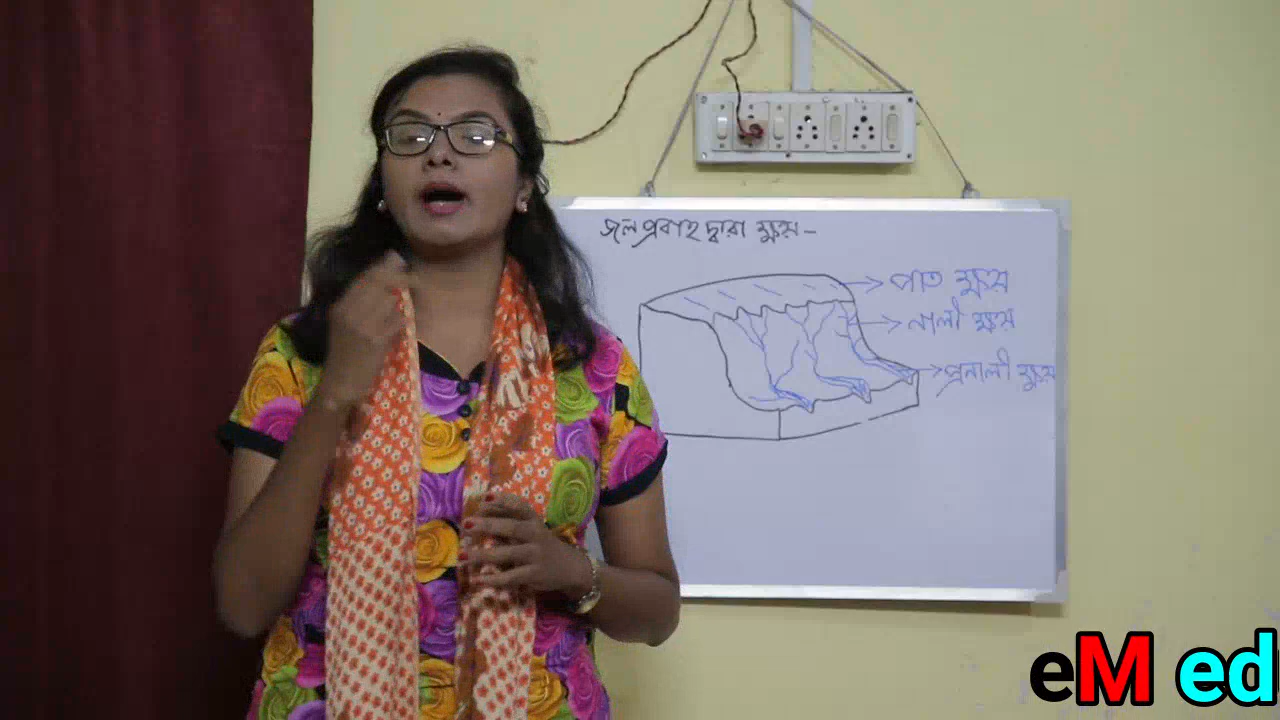 জলপ্রবাহ দ্বারা ক্ষয় –
পাত ক্ষয়
নালী ক্ষয়
প্রনালী ক্ষয়
eM ed